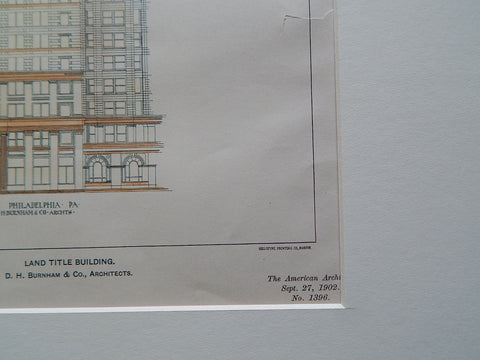 PHILADELPHIA · PA ·
BURNHAM & CO · ARCHTS ·
HELIOTYPE PRINTING CO., BOSTON.
LAND TITLE BUILDING.
D. H. BURNHAM & CO., ARCHITECTS.
The American Archi
Sept. 27, 1902.
No. 1396.